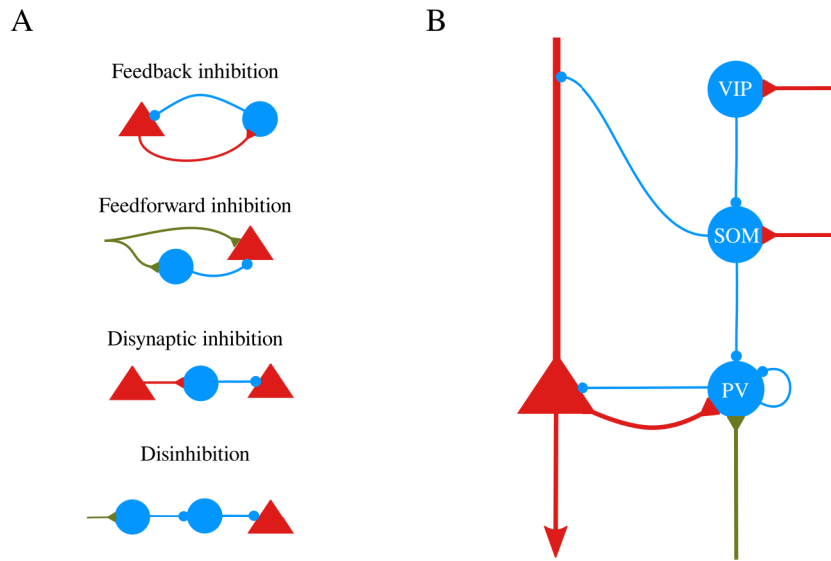 A
Feedback inhibition
Feedforward inhibition
Disynaptic inhibition
Disinhibition
B
VIP
SOM
PV